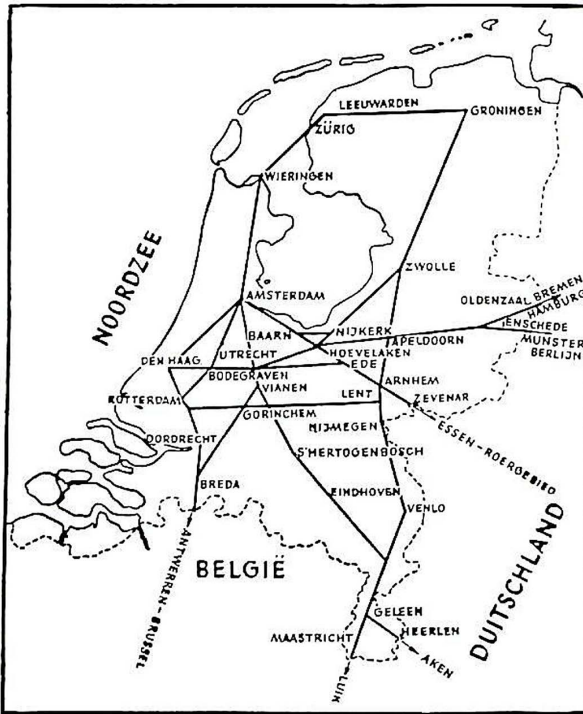 LEEUWARDEN
GRONINGEN
ZÜRIG
WIERINGEN
NOORDZEE
ZWOLLE
AMSTERDAM
OLDENZAAL
BREMEN
HAMBURG
BAARN
NIJKERK
APELDOORN
ENSCHEDE
MUNSTER
BERLIJN
DEN HAAG
UTRECHT
HOEVELAKEN
EDE
BODEGRAVEN
VIANEN
ARNHEM
ROTTERDAM
LENT
ZEVENAR
GORINCHEM
NIJMEGEN
ESSEN-ROERGEBIED
DORDRECHT
S'HERTOGENBOSCH
BREDA
EINDHOVEN
VENLO
ANTWERREN-BRUSSEL
BELGIË
DUITSCHLAND
GELEEN
MAASTRICHT
HEERLEN
AKEN
LUIK